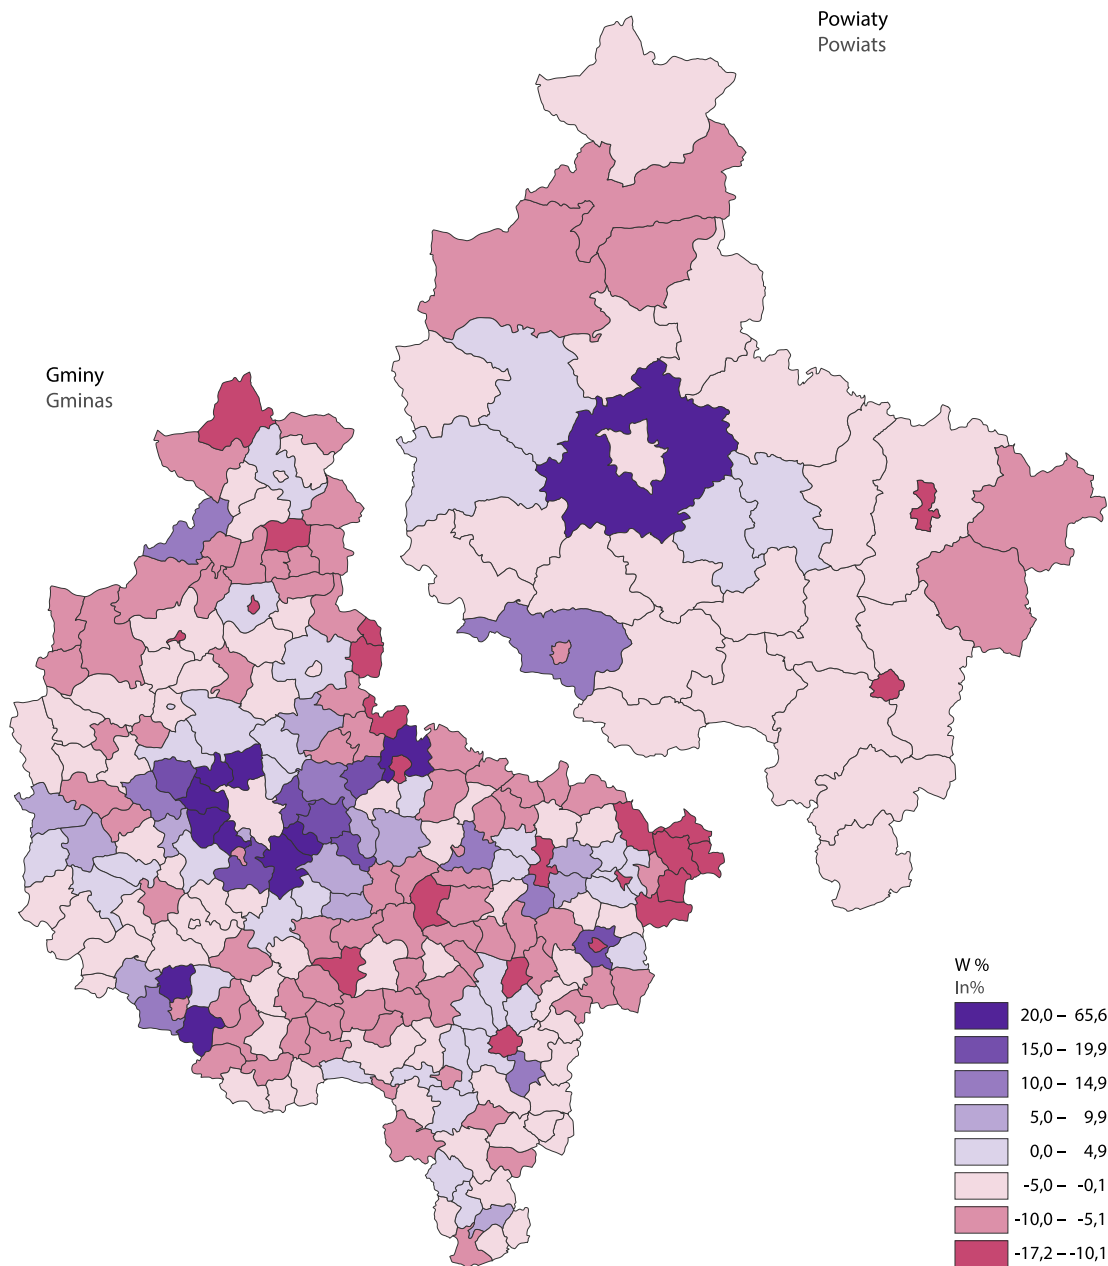 Powiaty
Powiats
Gminy
Gminas
W %
In%
20,0 – 65,6
15,0 – 19,9
10,0 – 14,9
5,0 – 9,9
0,0 – 4,9
-5,0 – -0,1
-10,0 – -5,1
-17,2 – -10,1